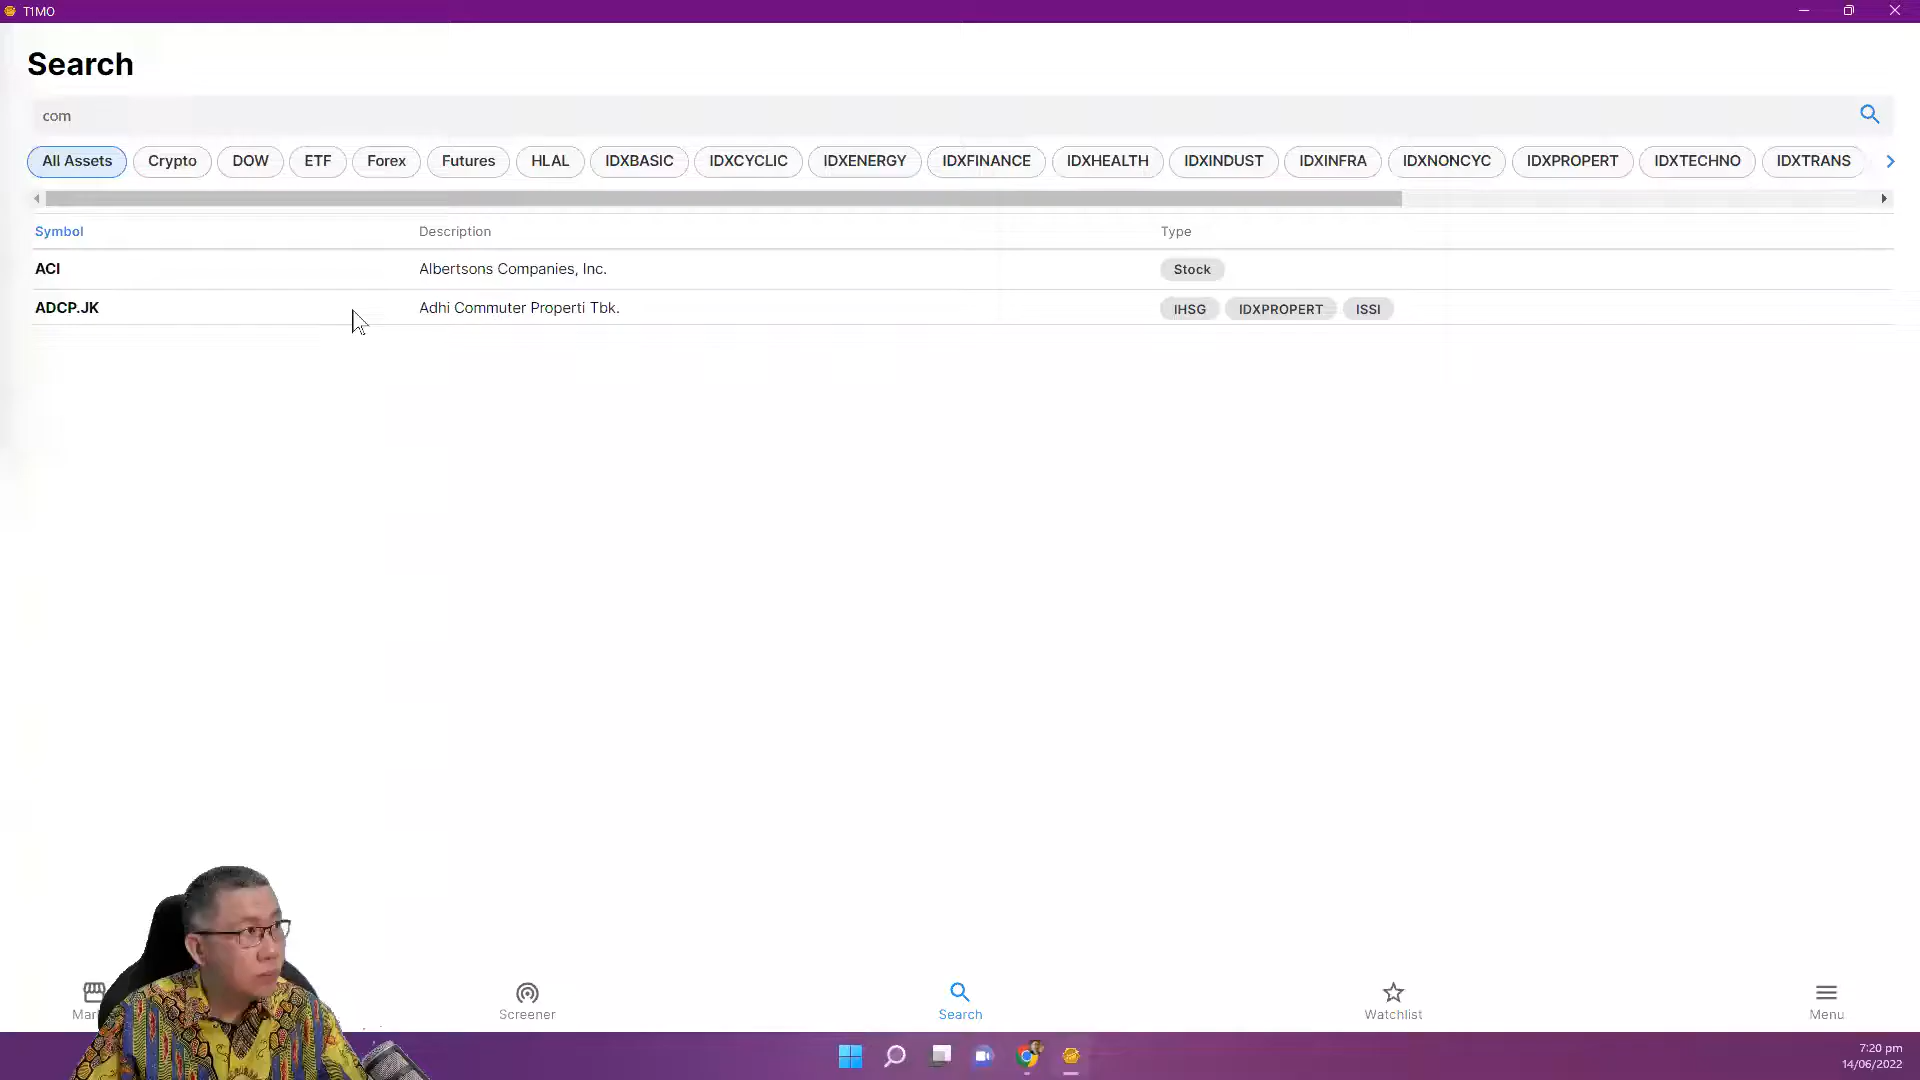 T1MO
Search
com
All Assets Crypto DOW ETF Forex Futures HLAL IDXBASIC IDXCYCLIC IDXENERGY IDXFINANCE IDXHEALTH IDXINDUST IDXINFRA IDXNONCYC IDXPROPERT IDXTECHNO IDXTRANS
Symbol Description Type
ACI Albertsons Companies, Inc. Stock
ADCP.JK Adhi Commuter Properti Tbk. IHSG IDXPROPERT ISSI
Screener Search Watchlist Menu
7:20 pm
14/06/2022